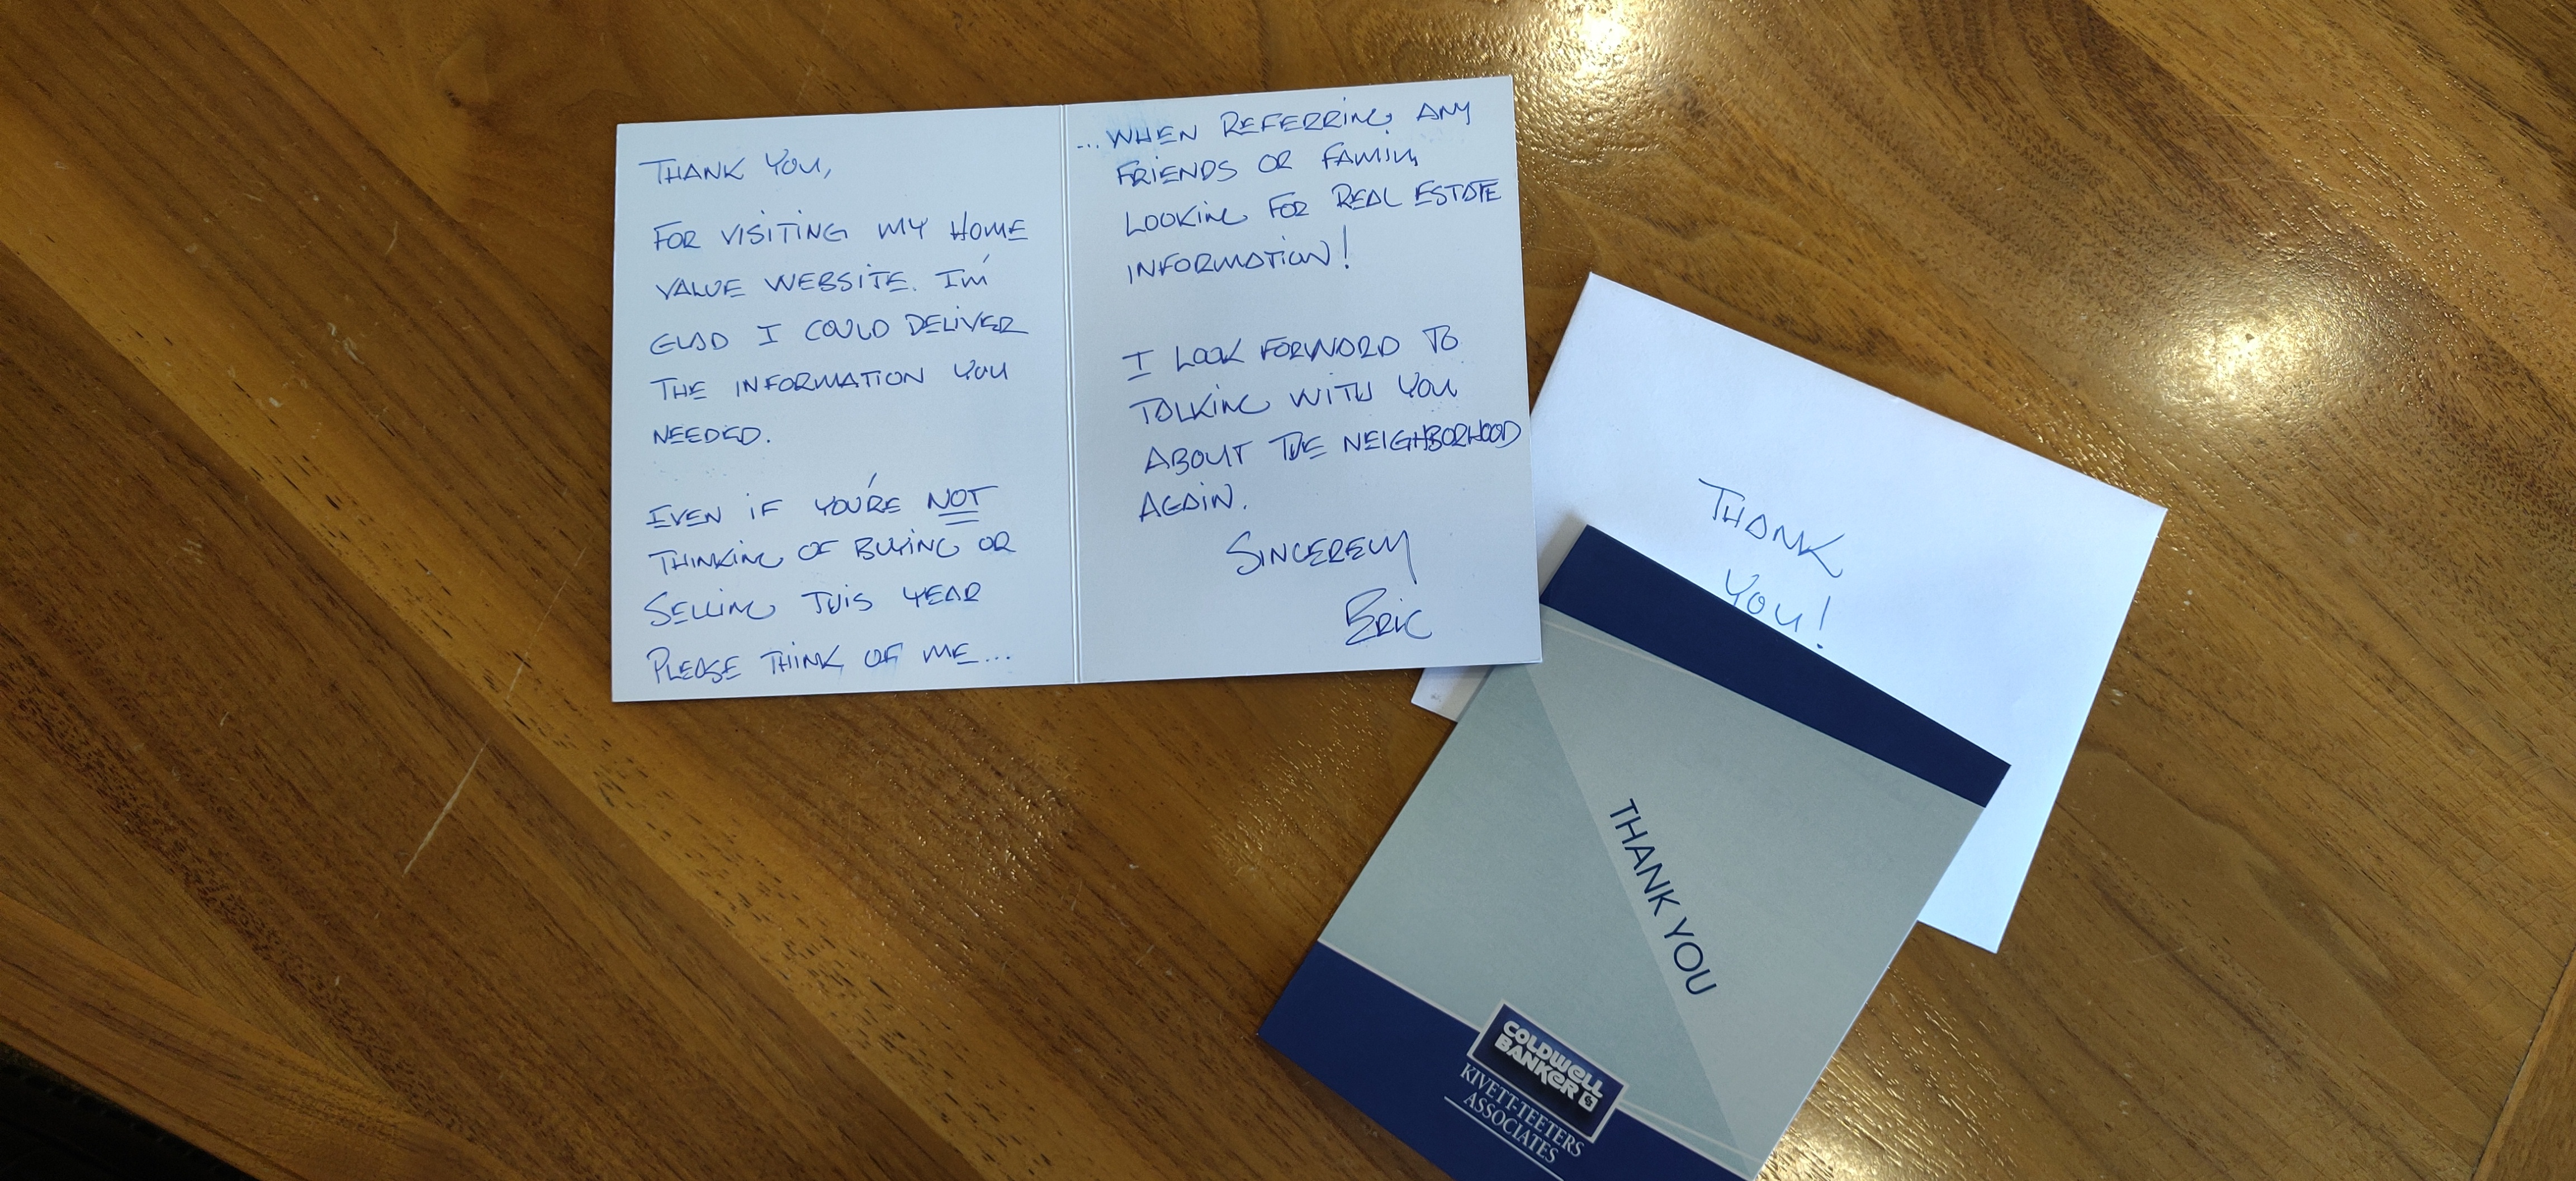 THANK YOU,
FOR VISITING MY HOME
VALUE WEBSITE. I'M
GLAD I COULD DELIVER
THE INFORMATION YOU
NEEDED.
EVEN IF YOU'RE NOT
THINKING OF BUYING OR
SELLING THIS YEAR
PLEASE THINK OF ME...
...WHEN REFERRING ANY
FRIENDS OR FAMILY
LOOKING FOR REAL ESTATE
INFORMATION!
I LOOK FORWARD TO
TALKING WITH YOU
ABOUT THE NEIGHBORHOOD
AGAIN.
SINCERELY
ERIC
THANK
YOU!
THANK YOU
COLDWELL
BANKER
KIVETT-TEETERS
ASSOCIATES